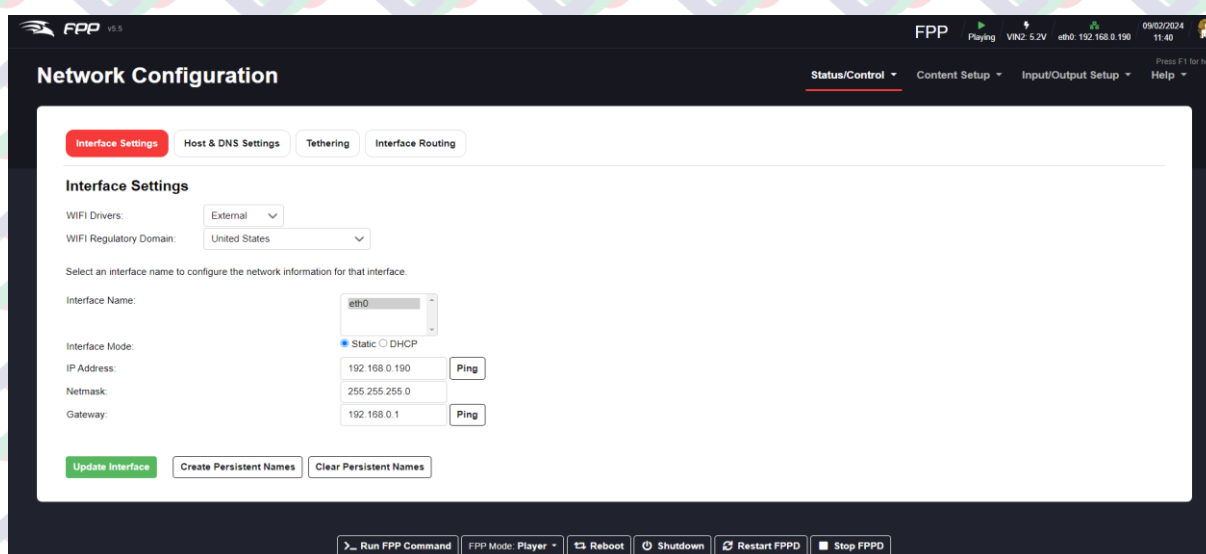 FPP v5.5
FPP Playing VIN2: 5.2V eth0: 192.168.0.190 09/02/2024 11:40
Network Configuration
Press F1 for
Status/Control Content Setup Input/Output Setup Help
Interface Settings Host & DNS Settings Tethering Interface Routing
Interface Settings
WIFI Drivers: External
WIFI Regulatory Domain: United States
Select an interface name to configure the network information for that interface.
Interface Name: eth0
Interface Mode: Static DHCP
IP Address: 192.168.0.190 Ping
Netmask: 255.255.255.0
Gateway: 192.168.0.1 Ping
Update Interface Create Persistent Names Clear Persistent Names
>_ Run FPP Command FPP Mode: Player Reboot Shutdown Restart FPPD Stop FPPD